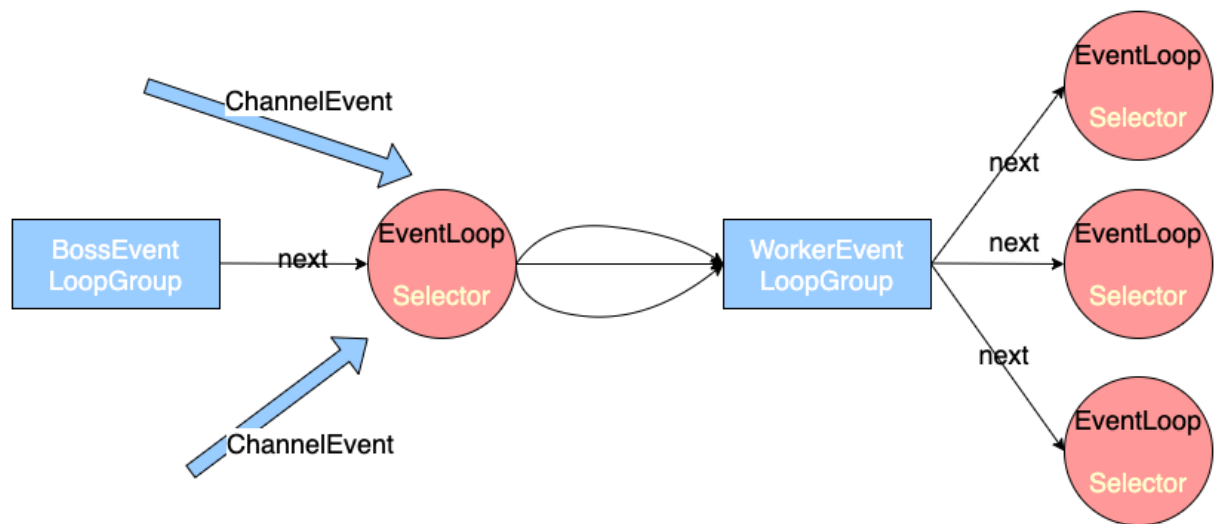 ChannelEvent
BossEvent
LoopGroup
next
EventLoop
Selector
ChannelEvent
WorkerEvent
LoopGroup
next
EventLoop
Selector
next
EventLoop
Selector
next
EventLoop
Selector